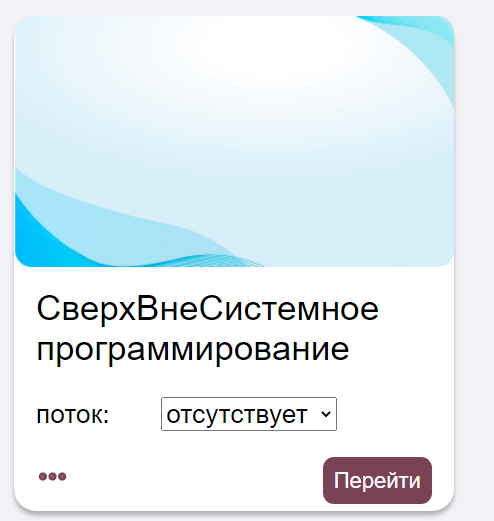 СверхВнеСистемное
программирование
поток: отсутствует
Перейти